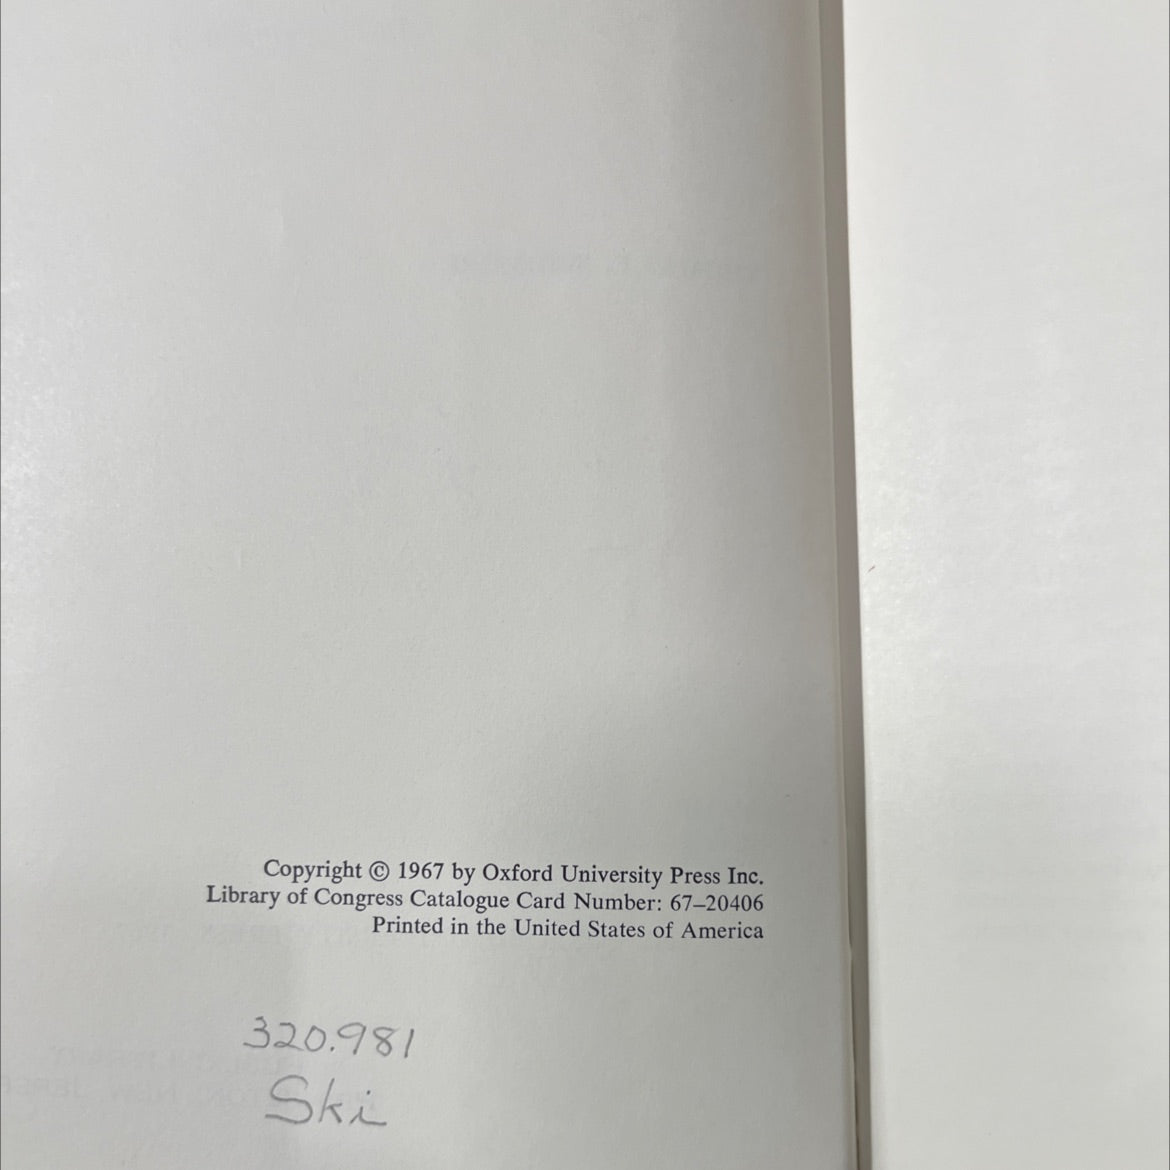 Copyright © 1967 by Oxford University Press Inc.
Library of Congress Catalogue Card Number: 67–20406
Printed in the United States of America
320.981
Ski